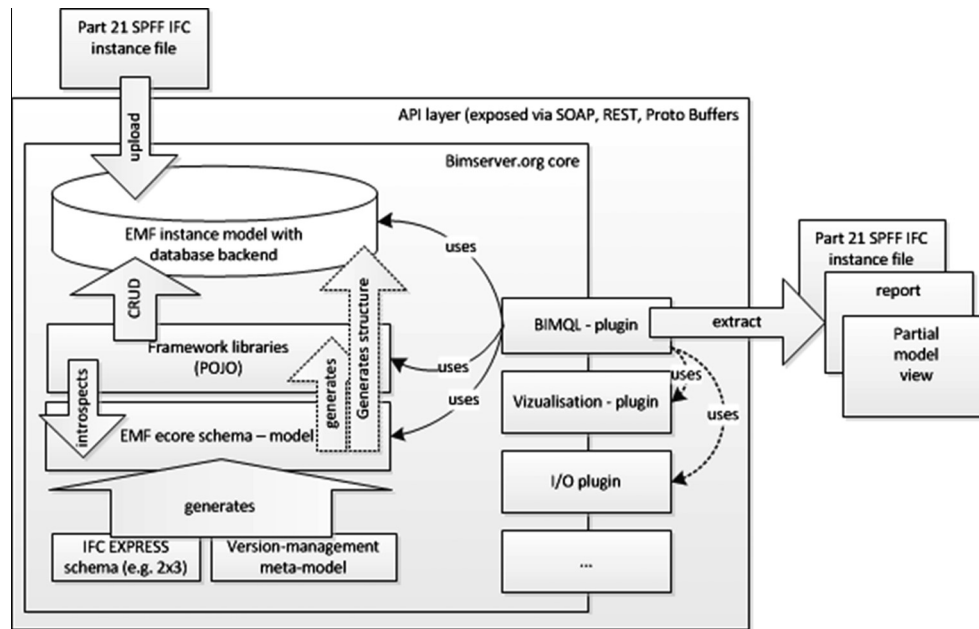 Part 21 SPFF IFC
instance file
upload
API layer (exposed via SOAP, REST, Proto Buffers
Bimserver.org core
EMF instance model with
database backend
uses
CRUD
Generates structure
Framework libraries
(POJO)
generates
introspects
uses
uses
EMF ecore schema – model
generates
IFC EXPRESS
schema (e.g. 2x3)
Version-management
meta-model
BIMQL - plugin
uses
Vizualisation - plugin
uses
I/O plugin
...
extract
Part 21 SPFF IFC
instance file
report
Partial
model
view